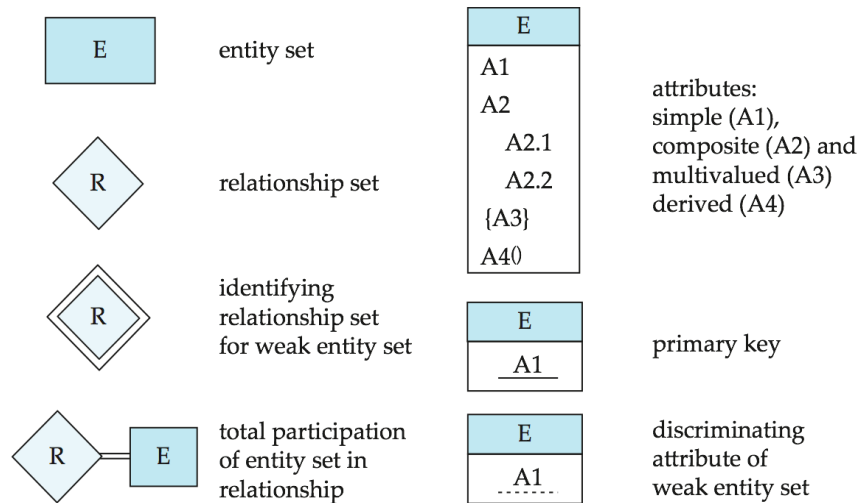 E
entity set
R
relationship set
R
identifying
relationship set
for weak entity set
R
E
total participation
of entity set in
relationship
E
A1
A2
A2.1
A2.2
{A3}
A4()
attributes:
simple (A1),
composite (A2) and
multivalued (A3)
derived (A4)
E
A1
primary key
E
A1
discriminating
attribute of
weak entity set